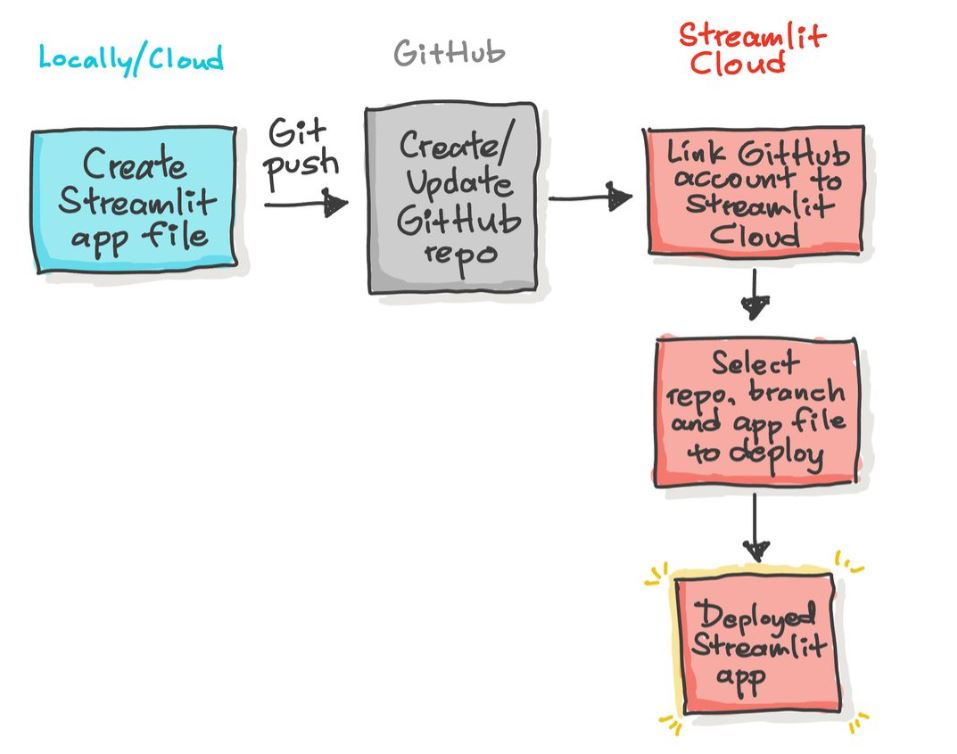 Locally/Cloud
GitHub
Streamlit
Cloud
Create
Streamlit
app file
Git
push
Create/
Update
GitHub
repo
Link GitHub
account to
Streamlit
Cloud
Select
repo, branch
and app file
to deploy
Deployed
Streamlit
app